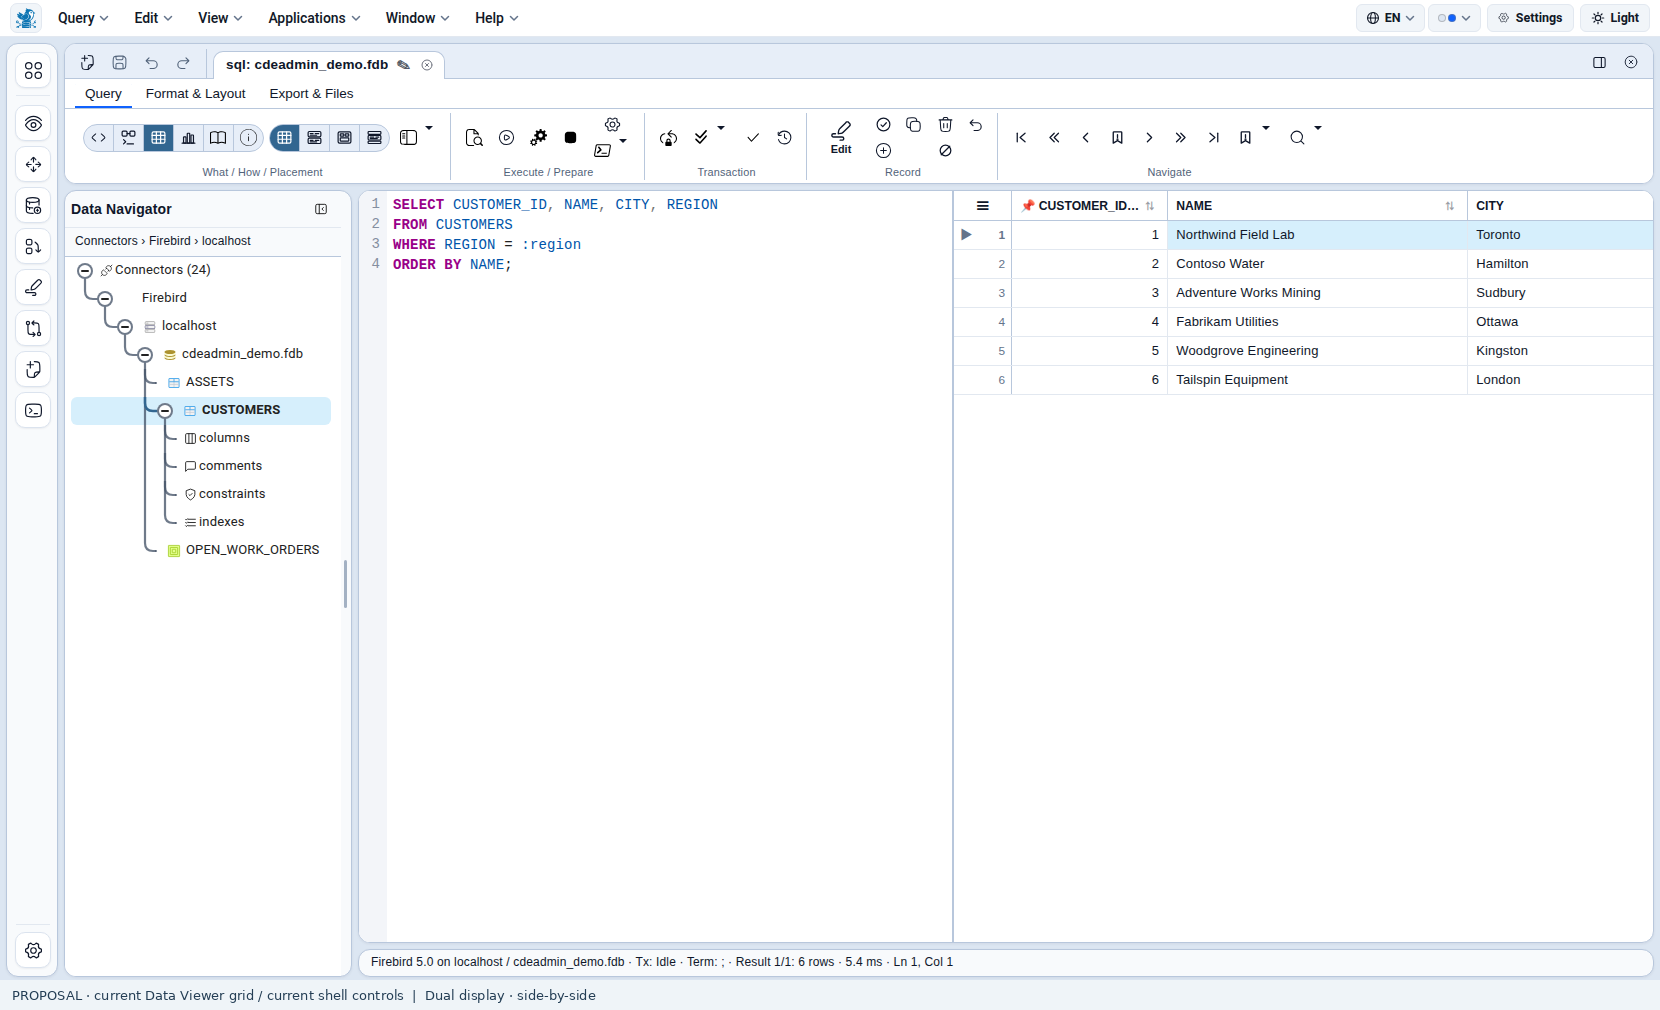 Query Edit View Applications Window Help EN Settings Light
sql: cdeadmin_demo.fdb
Query Format & Layout Export & Files
Edit
What / How / Placement Execute / Prepare Transaction Record Navigate
Data Navigator
Connectors › Firebird › localhost
Connectors (24)
Firebird
localhost
cdeadmin_demo.fdb
ASSETS
CUSTOMERS
columns
comments
constraints
indexes
OPEN_WORK_ORDERS
1 SELECT CUSTOMER_ID, NAME, CITY, REGION
2 FROM CUSTOMERS
3 WHERE REGION = :region
4 ORDER BY NAME;
CUSTOMER_ID... NAME CITY
1 1 Northwind Field Lab Toronto
2 2 Contoso Water Hamilton
3 3 Adventure Works Mining Sudbury
4 4 Fabrikam Utilities Ottawa
5 5 Woodgrove Engineering Kingston
6 6 Tailspin Equipment London
Firebird 5.0 on localhost / cdeadmin_demo.fdb · Tx: Idle · Term: ; · Result 1/1: 6 rows · 5.4 ms · Ln 1, Col 1
PROPOSAL · current Data Viewer grid / current shell controls | Dual display · side-by-side